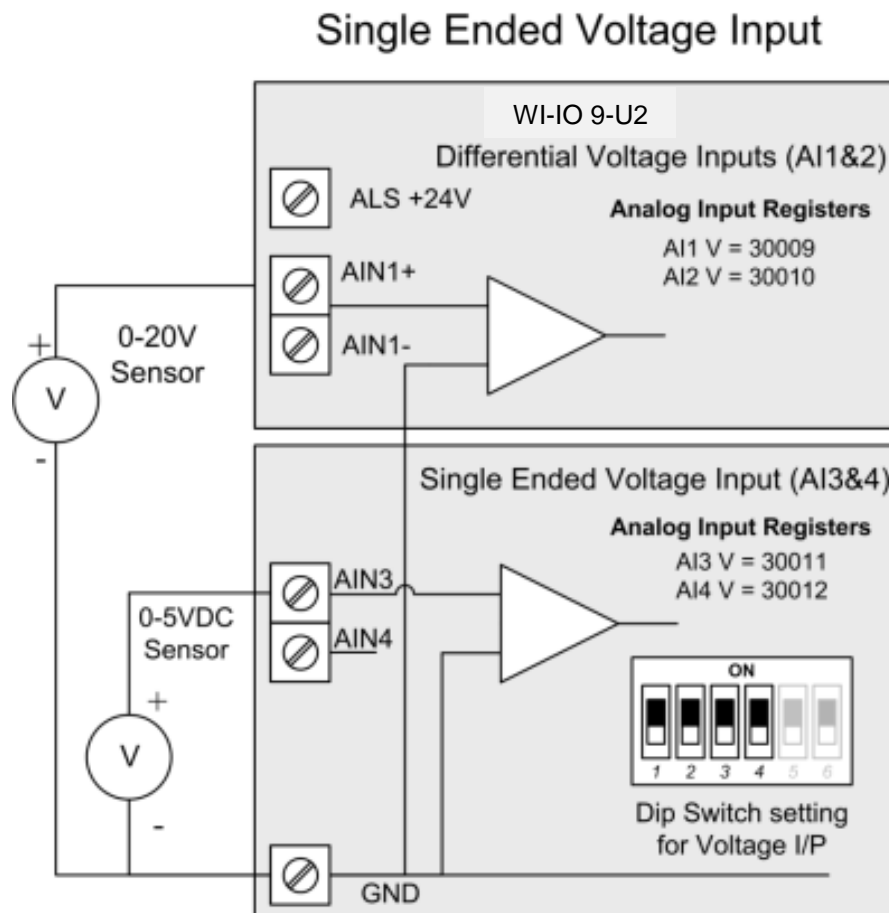 Single Ended Voltage Input
WI-IO 9-U2
Differential Voltage Inputs (AI1&2)
ALS +24V
Analog Input Registers
AI1 V = 30009
AI2 V = 30010
AIN1+
AIN1-
+
0-20V
Sensor
V
-
Single Ended Voltage Input (AI3&4)
Analog Input Registers
AI3 V = 30011
AI4 V = 30012
AIN3
AIN4
0-5VDC
Sensor
+
V
-
ON
1 2 3 4 5 6
Dip Switch setting
for Voltage I/P
GND